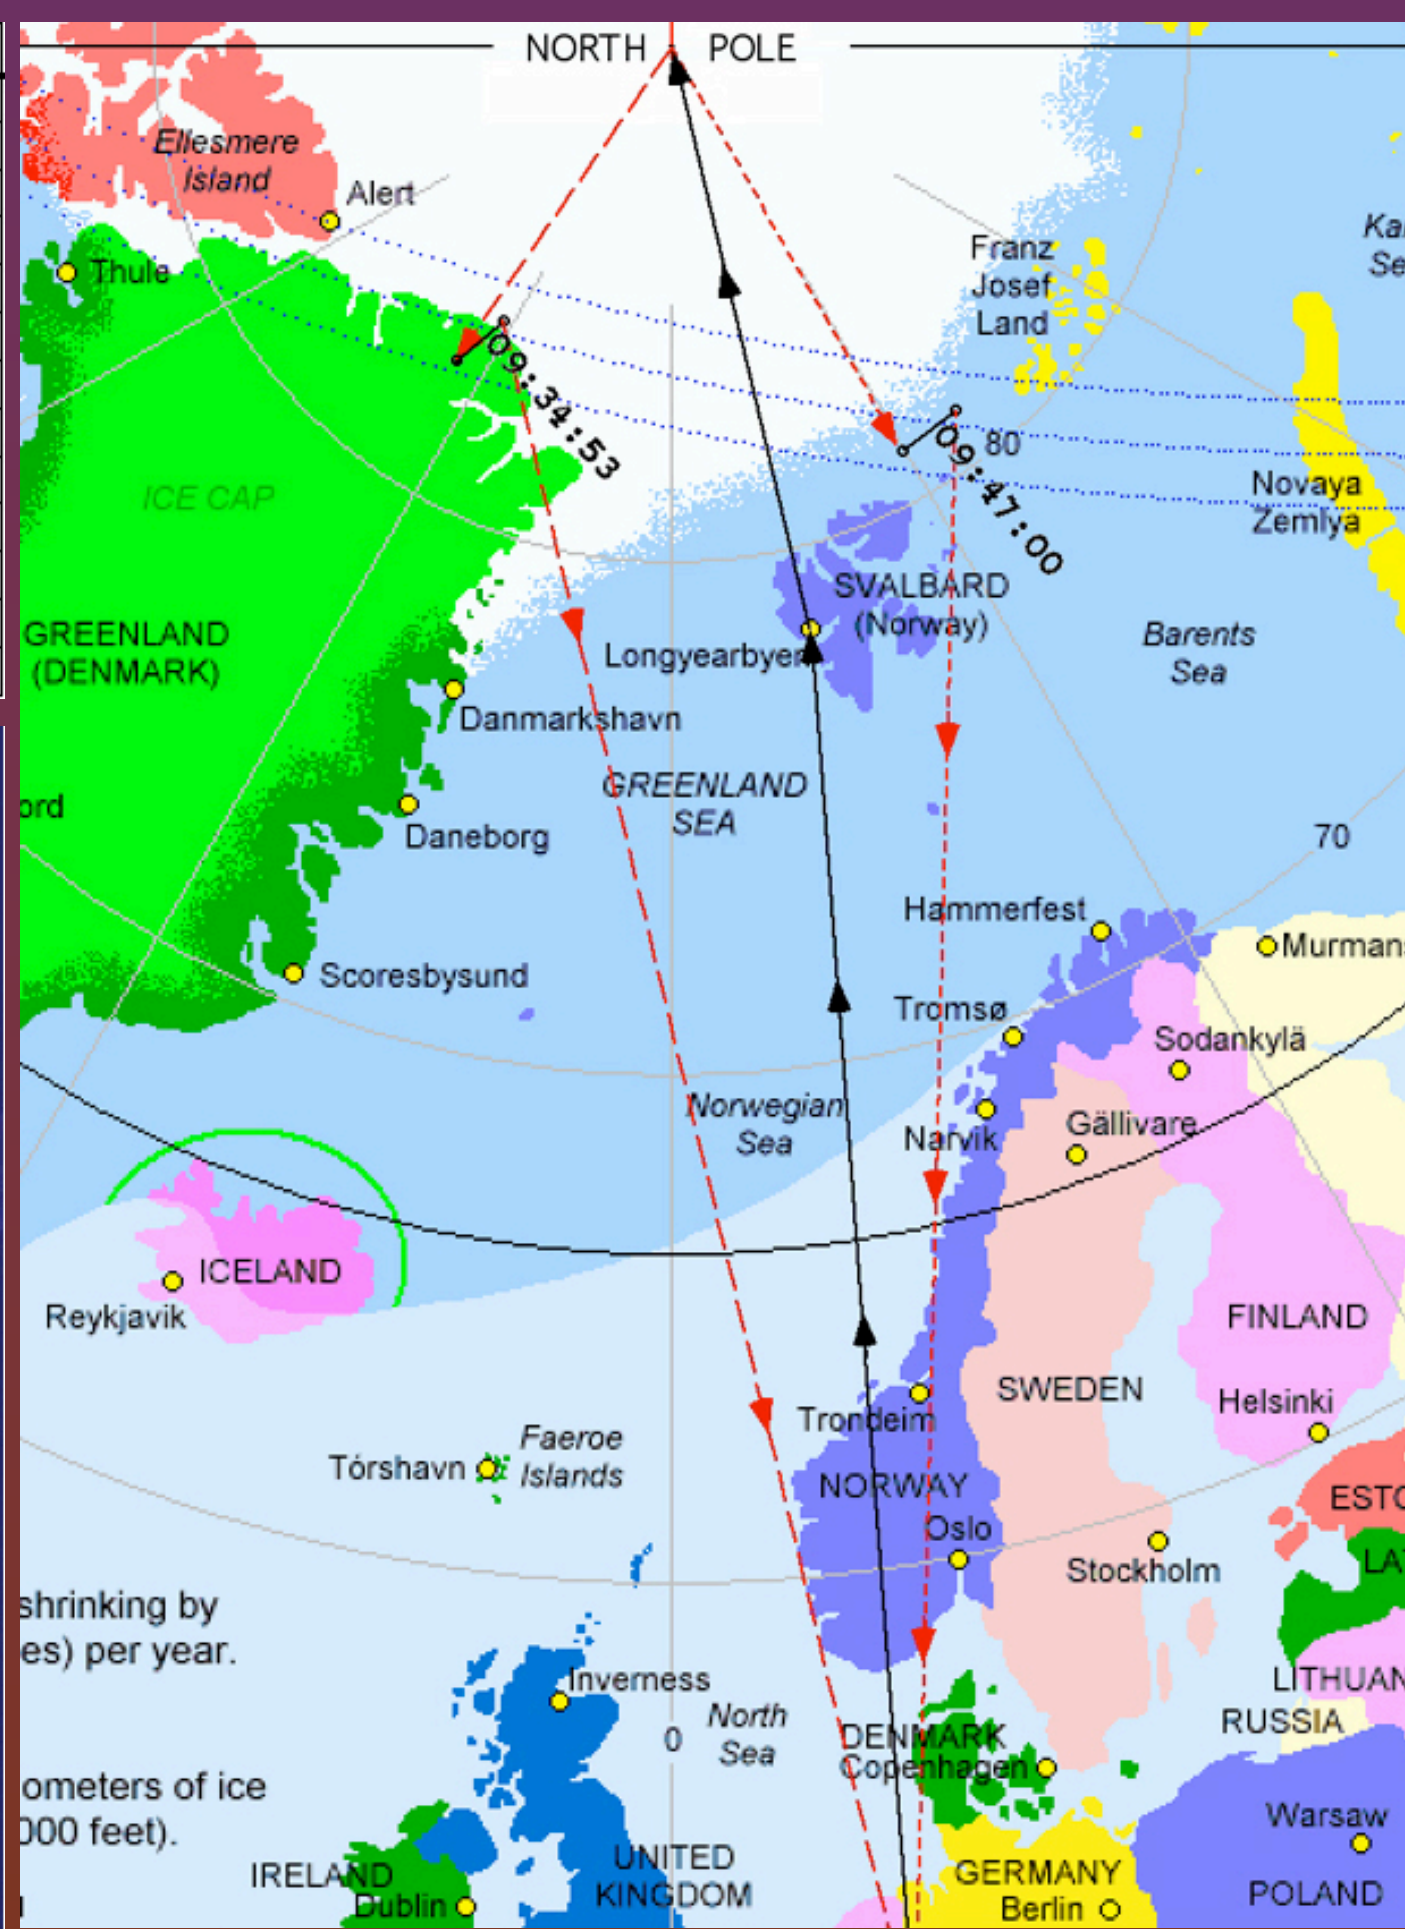 NORTH POLE
Ellesmere
Island
Alert
Thule
Franz
Josef
Land
Ka
Se
09:34:53
09:47:00
80
ICE CAP
Novaya
Zemlya
SVALBARD
(Norway)
GREENLAND
(DENMARK)
Longyearbyen
Barents
Sea
Danmarkshavn
GREENLAND
SEA
ord
Daneborg
70
Hammerfest
Murmans
Scoresbysund
Tromsø
Sodankylä
Norwegian
Sea
Narvik
Gällivare
ICELAND
Reykjavik
FINLAND
SWEDEN
Helsinki
Trondeim
Faeroe
Islands
Tórshavn
NORWAY
ESTO
Oslo
Stockholm
LAT
shrinking by
es) per year.
Inverness
LITHUAN
RUSSIA
0
North
Sea
DENMARK
Copenhagen
ometers of ice
000 feet).
Warsaw
IRELAND
Dublin
UNITED
KINGDOM
GERMANY
Berlin
POLAND